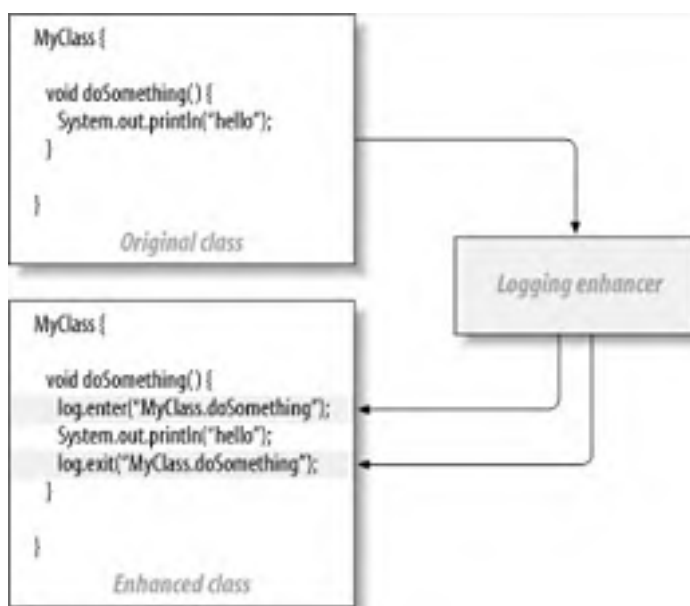 MyClass {
void doSomething() {
System.out.println("hello");
}
}
Original class
Logging enhancer
MyClass {
void doSomething() {
log.enter("MyClass.doSomething");
System.out.println("hello");
log.exit("MyClass.doSomething");
}
}
Enhanced class